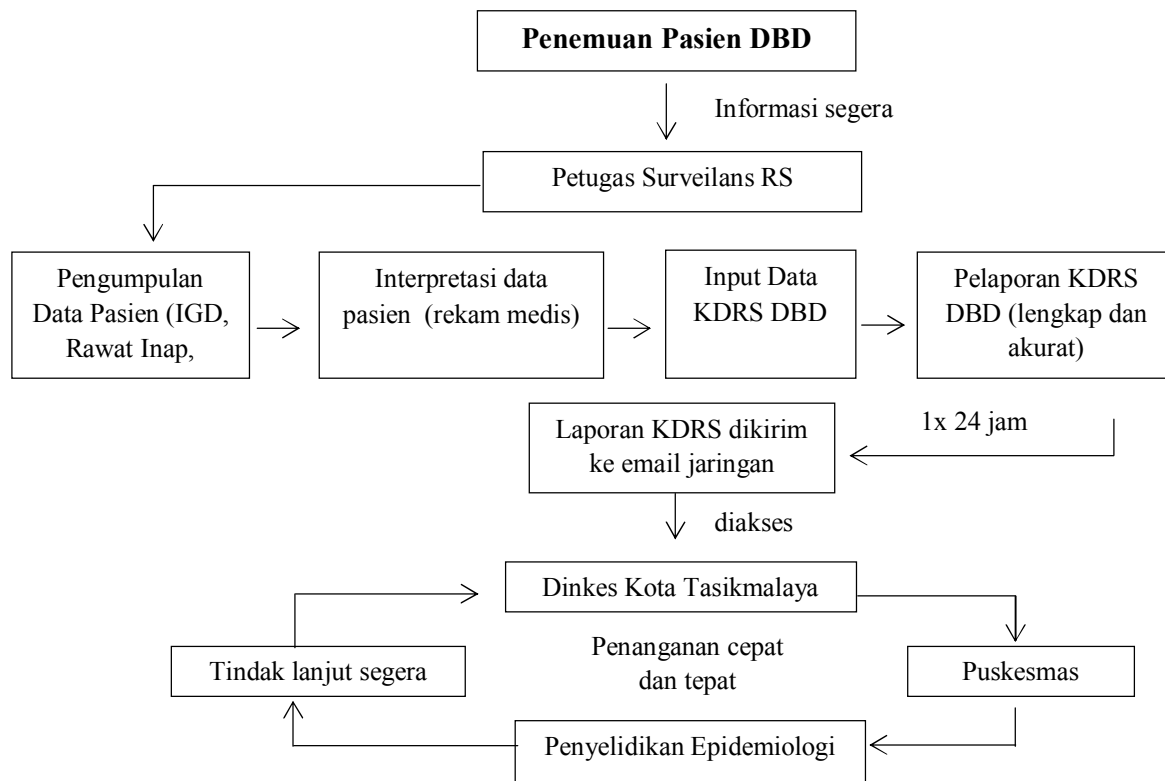 Penemuan Pasien DBD
Informasi segera
Petugas Surveilans RS
Pengumpulan
Data Pasien (IGD,
Rawat Inap,
Interpretasi data
pasien (rekam medis)
Input Data
KDRS DBD
Pelaporan KDRS
DBD (lengkap dan
akurat)
1x 24 jam
Laporan KDRS dikirim
ke email jaringan
diakses
Dinkes Kota Tasikmalaya
Penanganan cepat
dan tepat
Tindak lanjut segera
Puskesmas
Penyelidikan Epidemiologi